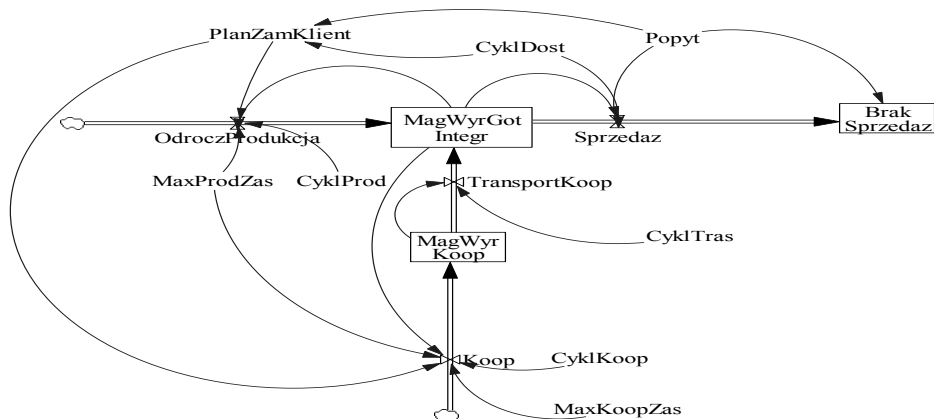 PlanZamKlient
CyklDost
Popyt
MagWyrGot
Integr
Brak
Sprzedaz
OdroczProdukcja
Sprzedaz
MaxProdZas
CyklProd
TransportKoop
MagWyr
Koop
CyklTras
Koop
CyklKoop
MaxKoopZas